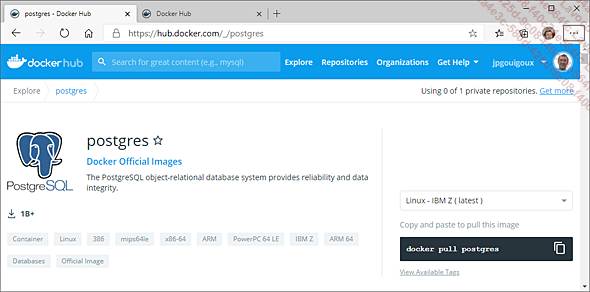 postgres - Docker Hub
Docker Hub
https://hub.docker.com/_/postgres
docker hub
Search for great content (e.g., mysql)
Explore Repositories Organizations Get Help jpgouigoux
Explore postgres
Using 0 of 1 private repositories. Get more
postgres
Docker Official Images
The PostgreSQL object-relational database system provides reliability and data
integrity.
PostgreSQL
1B+
Linux - IBM Z ( latest )
Copy and paste to pull this image
docker pull postgres
View Available Tags
Container Linux 386 mips64le x86-64 ARM PowerPC 64 LE IBM Z ARM 64
Databases Official Image